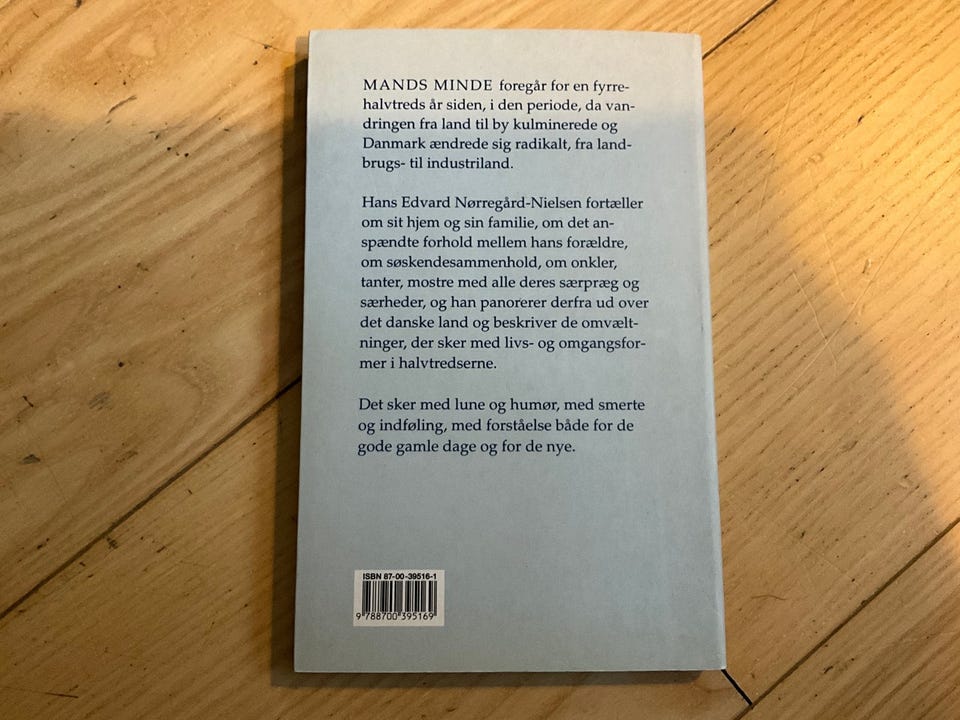 MANDS MINDE foregår for en fyrre-
halvtreds år siden, i den periode, da van-
dringen fra land til by kulminerede og
Danmark ændrede sig radikalt, fra land-
brugs- til industriland.
Hans Edvard Nørregård-Nielsen fortæller
om sit hjem og sin familie, om det an-
spændte forhold mellem hans forældre,
om søskendesammenhold, om onkler,
tanter, mostre med alle deres særpræg og
særheder, og han panorerer derfra ud over
det danske land og beskriver de omvælt-
ninger, der sker med livs- og omgangsfor-
mer i halvtredserne.
Det sker med lune og humør, med smerte
og indføling, med forståelse både for de
gode gamle dage og for de nye.
ISBN 87-00-39516-1
9 788700 395169